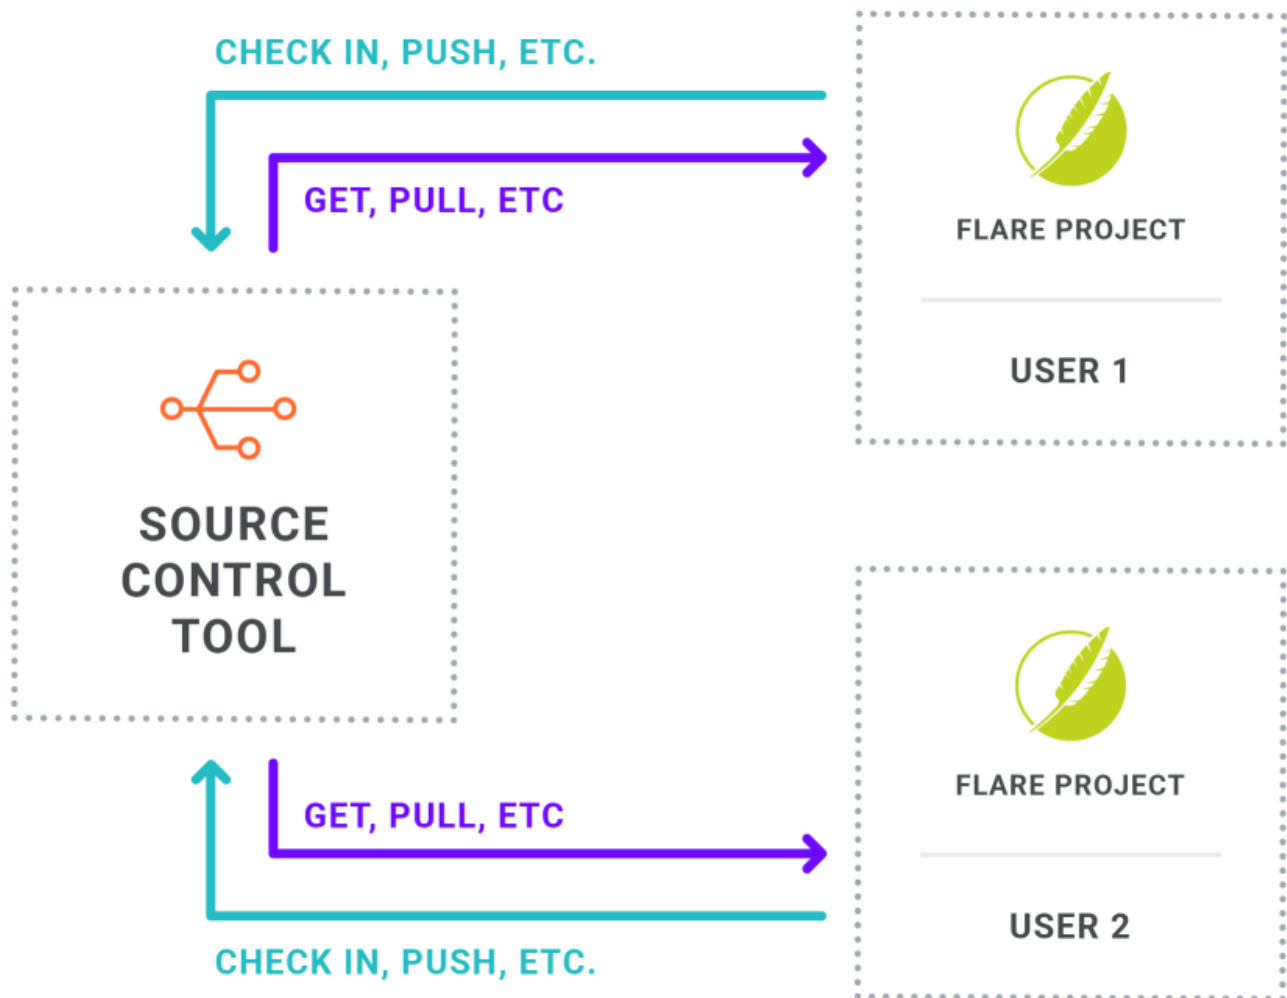 CHECK IN, PUSH, ETC.
GET, PULL, ETC
FLARE PROJECT
USER 1
SOURCE
CONTROL
TOOL
GET, PULL, ETC
CHECK IN, PUSH, ETC.
FLARE PROJECT
USER 2